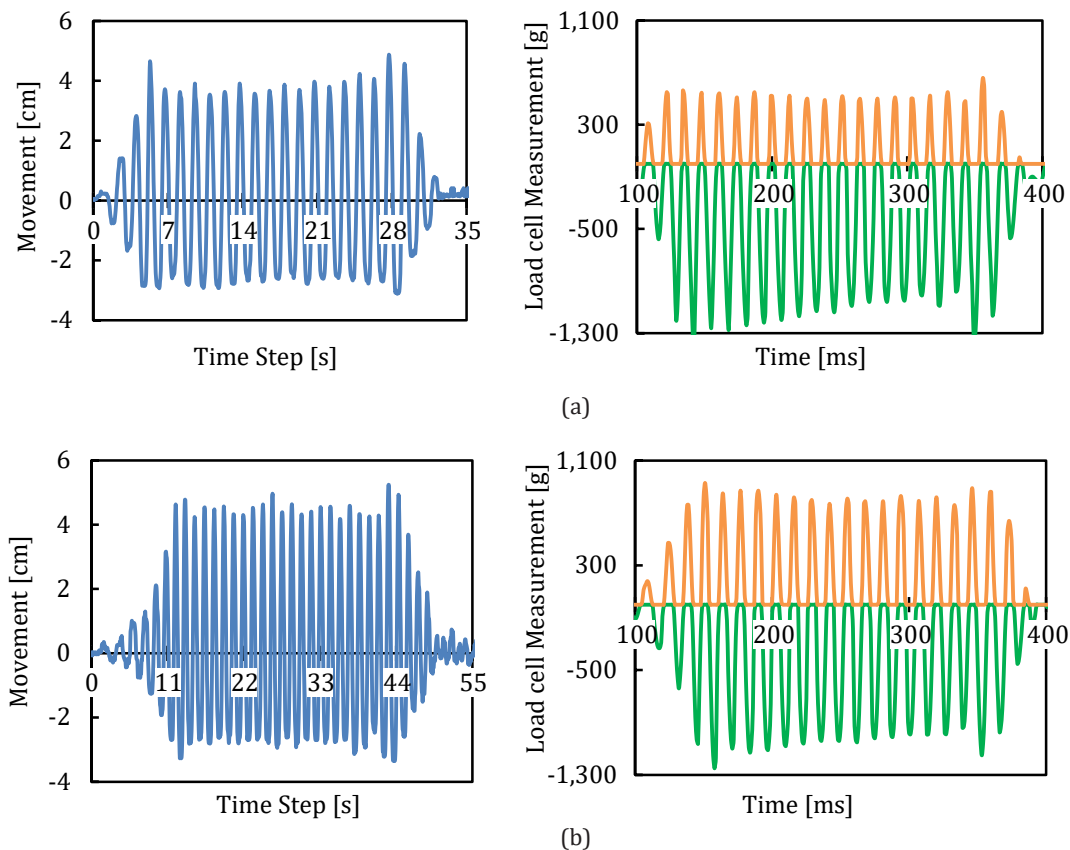 6
4
2
0
-2
-4
0 7 14 21 28 35
Movement [cm]
Time Step [s]
1,100
300
-500
-1,300
100 200 300 400
Load cell Measurement [g]
Time [ms]
(a)
6
4
2
0
-2
-4
0 11 22 33 44 55
Movement [cm]
Time Step [s]
1,100
300
-500
-1,300
100 200 300 400
Load cell Measurement [g]
Time [ms]
(b)